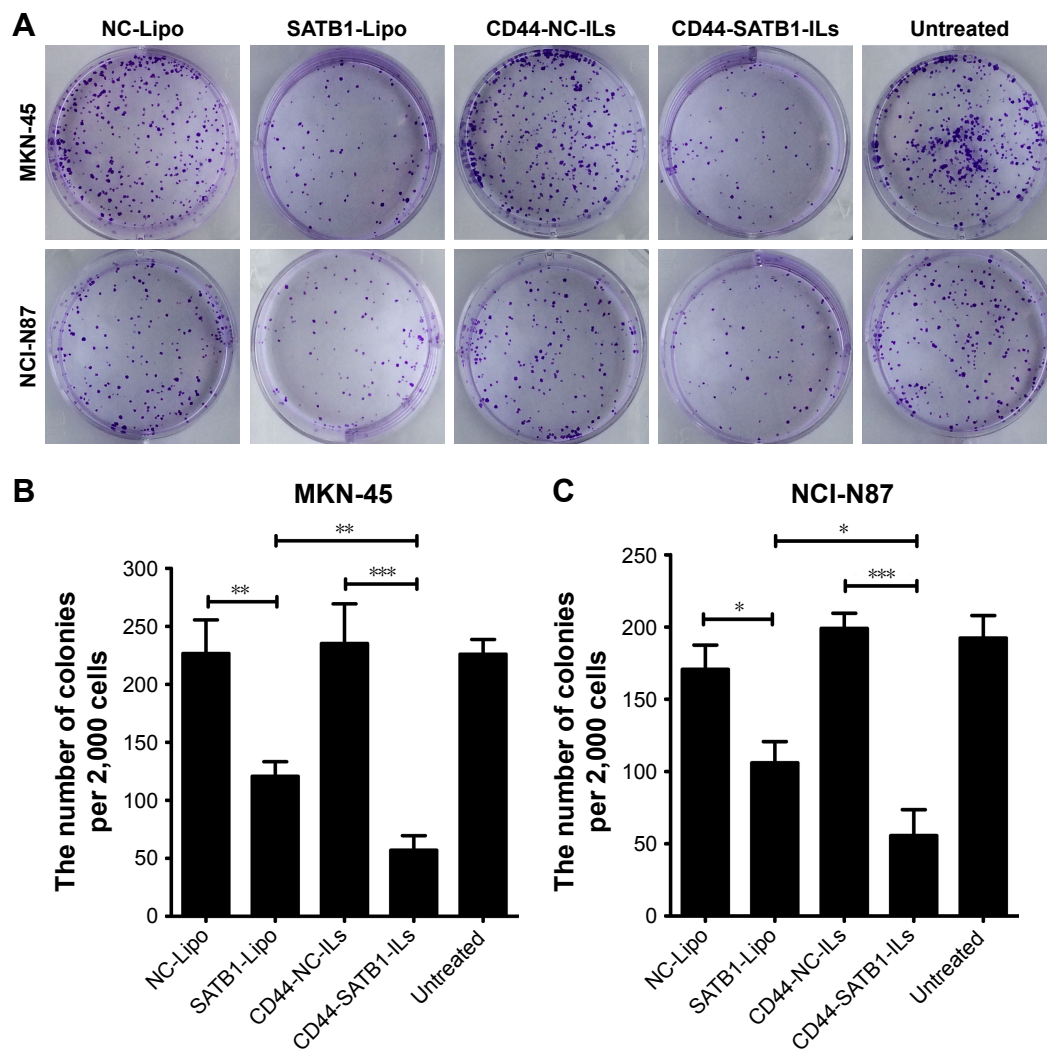 A
NC-Lipo SATB1-Lipo CD44-NC-ILs CD44-SATB1-ILs Untreated
MKN-45
NCI-N87
B
MKN-45
The number of colonies
per 2,000 cells
300
250
200
150
100
50
0
**
**
***
NC-Lipo
SATB1-Lipo
CD44-NC-ILs
CD44-SATB1-ILs
Untreated
C
NCI-N87
The number of colonies
per 2,000 cells
250
200
150
100
50
0
*
*
***
NC-Lipo
SATB1-Lipo
CD44-NC-ILs
CD44-SATB1-ILs
Untreated